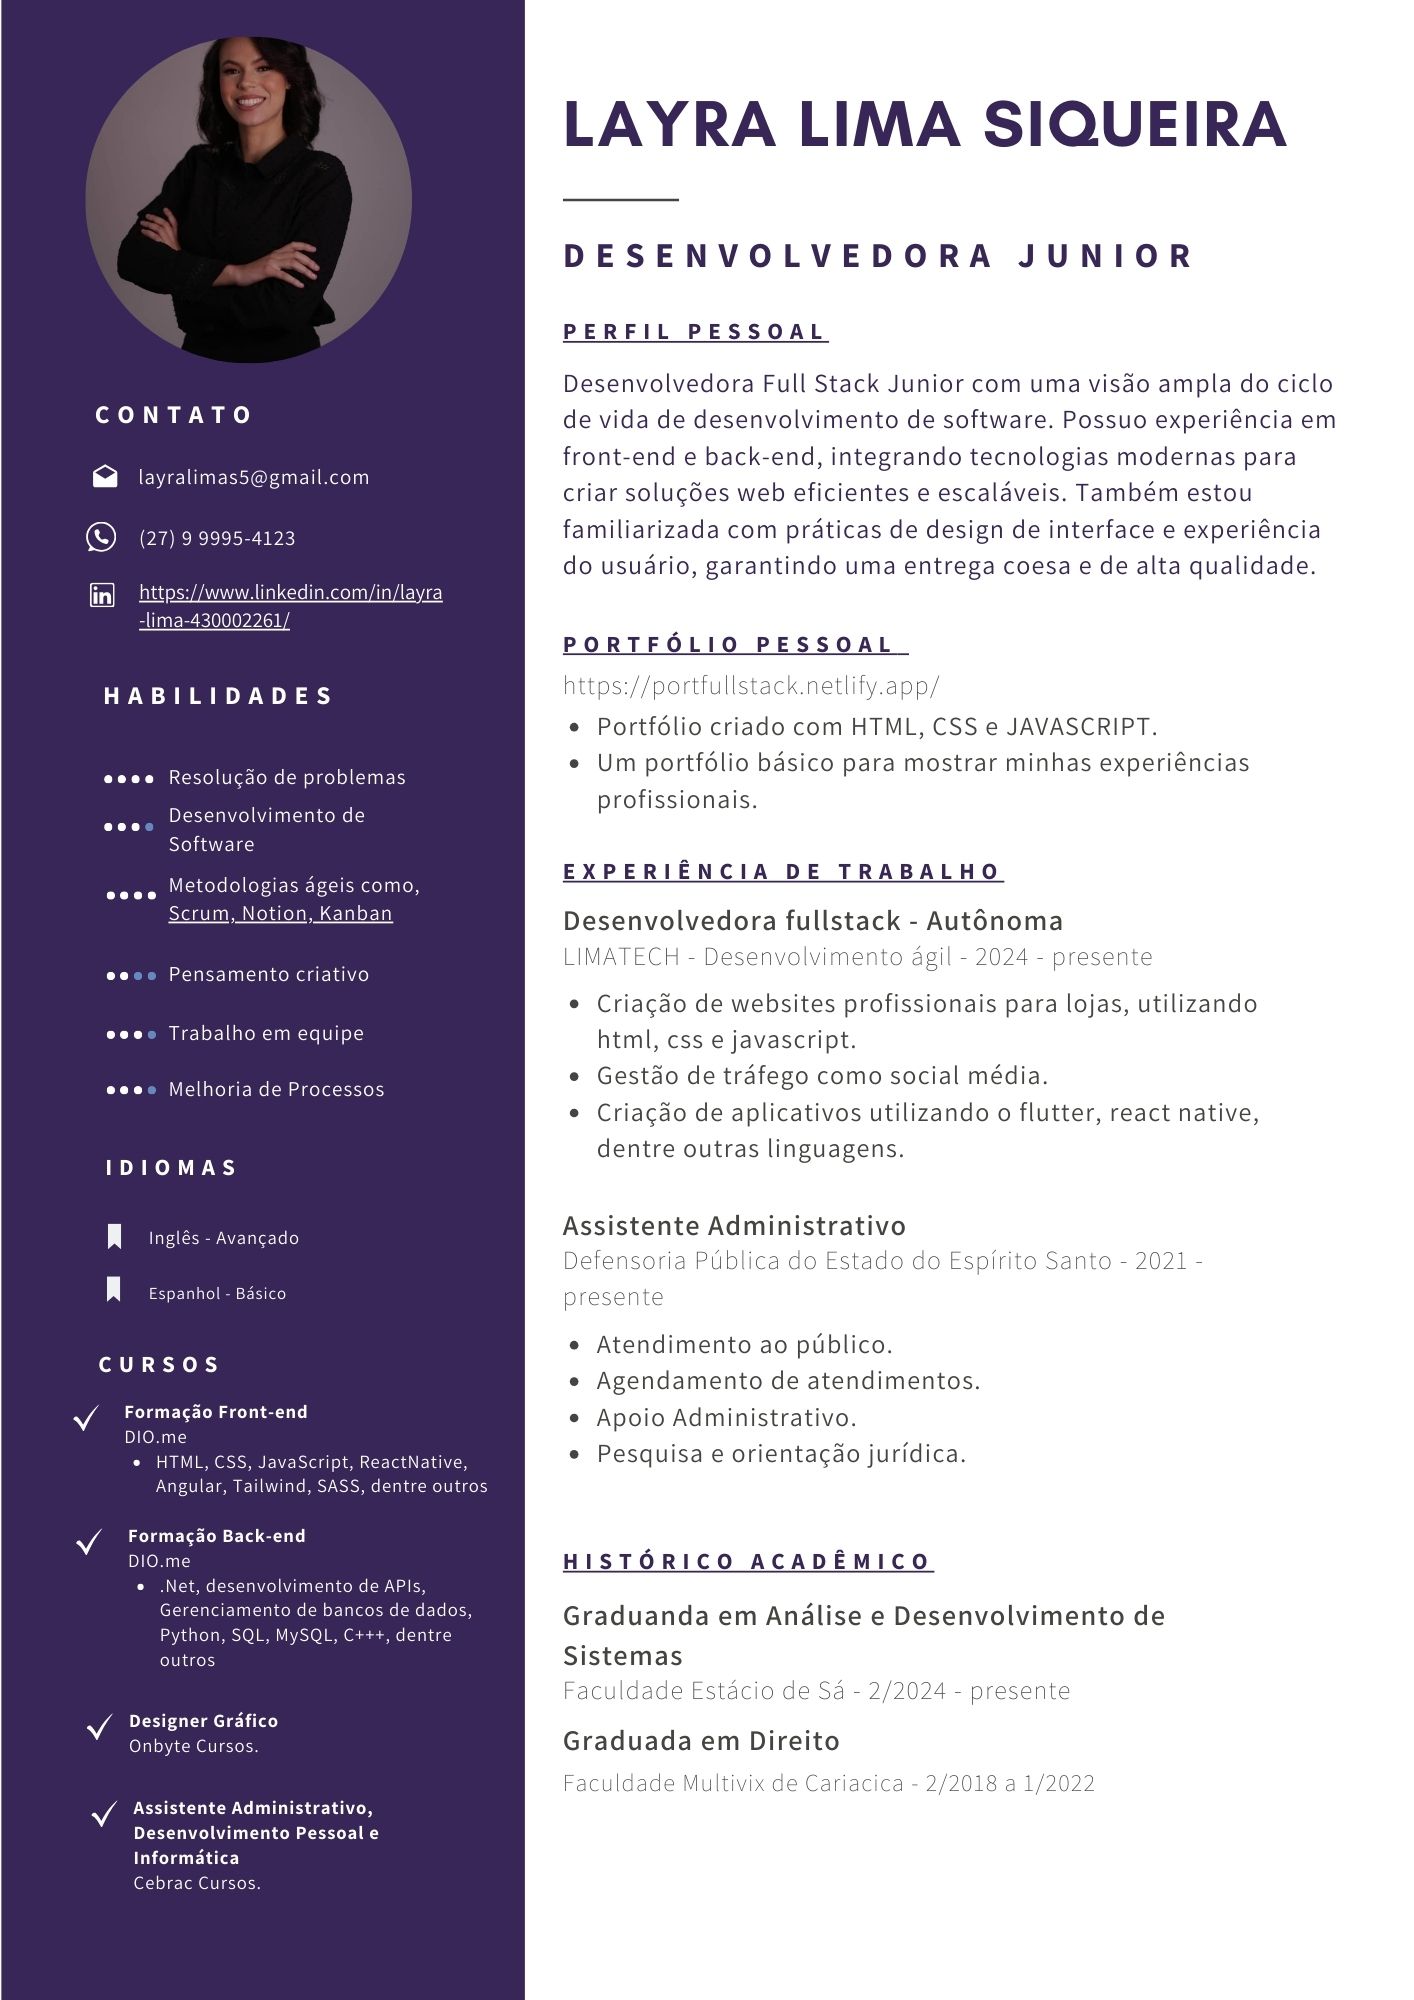 CONTATO
layralimas5@gmail.com
(27) 9 9995-4123
https://www.linkedin.com/in/layra
-lima-430002261/
HABILIDADES
Resolução de problemas
Desenvolvimento de
Software
Metodologias ágeis como,
Scrum, Notion, Kanban
Pensamento criativo
Trabalho em equipe
Melhoria de Processos
IDIOMAS
Inglês - Avançado
Espanhol - Básico
CURSOS
Formação Front-end
DIO.me
• HTML, CSS, JavaScript, ReactNative,
Angular, Tailwind, SASS, dentre outros
Formação Back-end
DIO.me
• .Net, desenvolvimento de APIs,
Gerenciamento de bancos de dados,
Python, SQL, MySQL, C+++, dentre
outros
Designer Gráfico
Onbyte Cursos.
Assistente Administrativo,
Desenvolvimento Pessoal e
Informática
Cebrac Cursos.
LAYRA LIMA SIQUEIRA
DESENVOLVEDORA JUNIOR
PERFIL PESSOAL
Desenvolvedora Full Stack Junior com uma visão ampla do ciclo
de vida de desenvolvimento de software. Possuo experiência em
front-end e back-end, integrando tecnologias modernas para
criar soluções web eficientes e escaláveis. Também estou
familiarizada com práticas de design de interface e experiência
do usuário, garantindo uma entrega coesa e de alta qualidade.
PORTFÓLIO PESSOAL
https://portfullstack.netlify.app/
• Portfólio criado com HTML, CSS e JAVASCRIPT.
• Um portfólio básico para mostrar minhas experiências
profissionais.
EXPERIÊNCIA DE TRABALHO
Desenvolvedora fullstack - Autônoma
LIMATECH - Desenvolvimento ágil - 2024 - presente
• Criação de websites profissionais para lojas, utilizando
html, css e javascript.
• Gestão de tráfego como social média.
• Criação de aplicativos utilizando o flutter, react native,
dentre outras linguagens.
Assistente Administrativo
Defensoria Pública do Estado do Espírito Santo - 2021 -
presente
• Atendimento ao público.
• Agendamento de atendimentos.
• Apoio Administrativo.
• Pesquisa e orientação jurídica.
HISTÓRICO ACADÊMICO
Graduanda em Análise e Desenvolvimento de
Sistemas
Faculdade Estácio de Sá - 2/2024 - presente
Graduada em Direito
Faculdade Multivix de Cariacica - 2/2018 a 1/2022